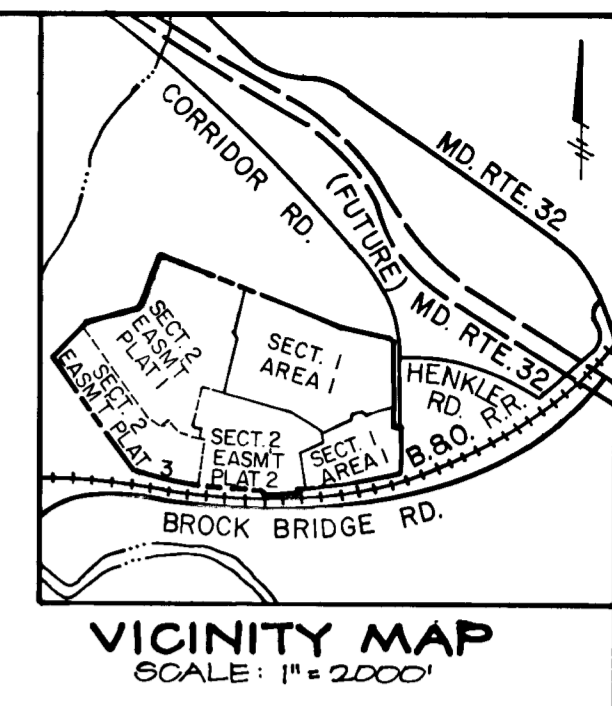 CORRIDOR RD.
MD. RTE. 32
(FUTURE) MD. RTE. 32
SECT. 2
EASM'T
PLAT 1
SECT. 1
AREA 1
HENKLER
RD.
B.&O. R.R.
SECT. 2
EASM'T PLAT 3
SECT. 2
EASM'T
PLAT 2
SECT. 1
AREA 1
BROCK BRIDGE RD.
VICINITY MAP
SCALE: 1" = 2000'